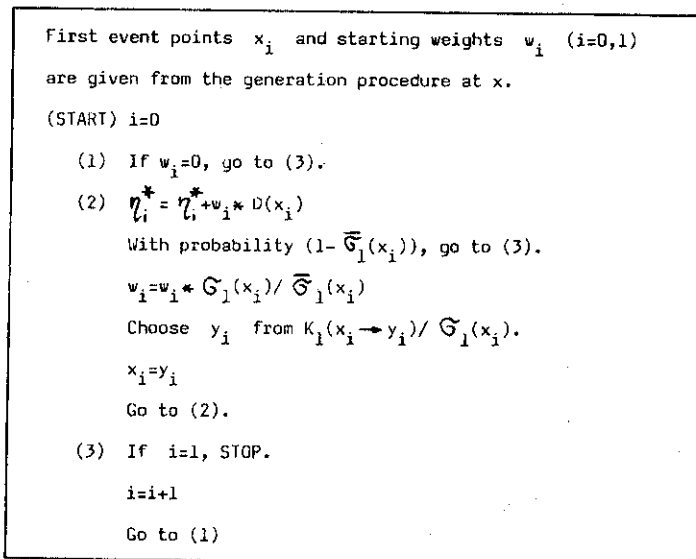 First event points x_i and starting weights w_i (i=0,1)
are given from the generation procedure at x.
(START) i=0
(1) If w_i=0, go to (3).
(2) η_i^* = η_i^*+w_i* D(x_i)
With probability (1- σ̄_1(x_i)), go to (3).
w_i=w_i* σ_1(x_i)/ σ̄_1(x_i)
Choose y_i from K_1(x_i → y_i)/ σ_1(x_i).
x_i=y_i
Go to (2).
(3) If i=1, STOP.
i=i+1
Go to (1)